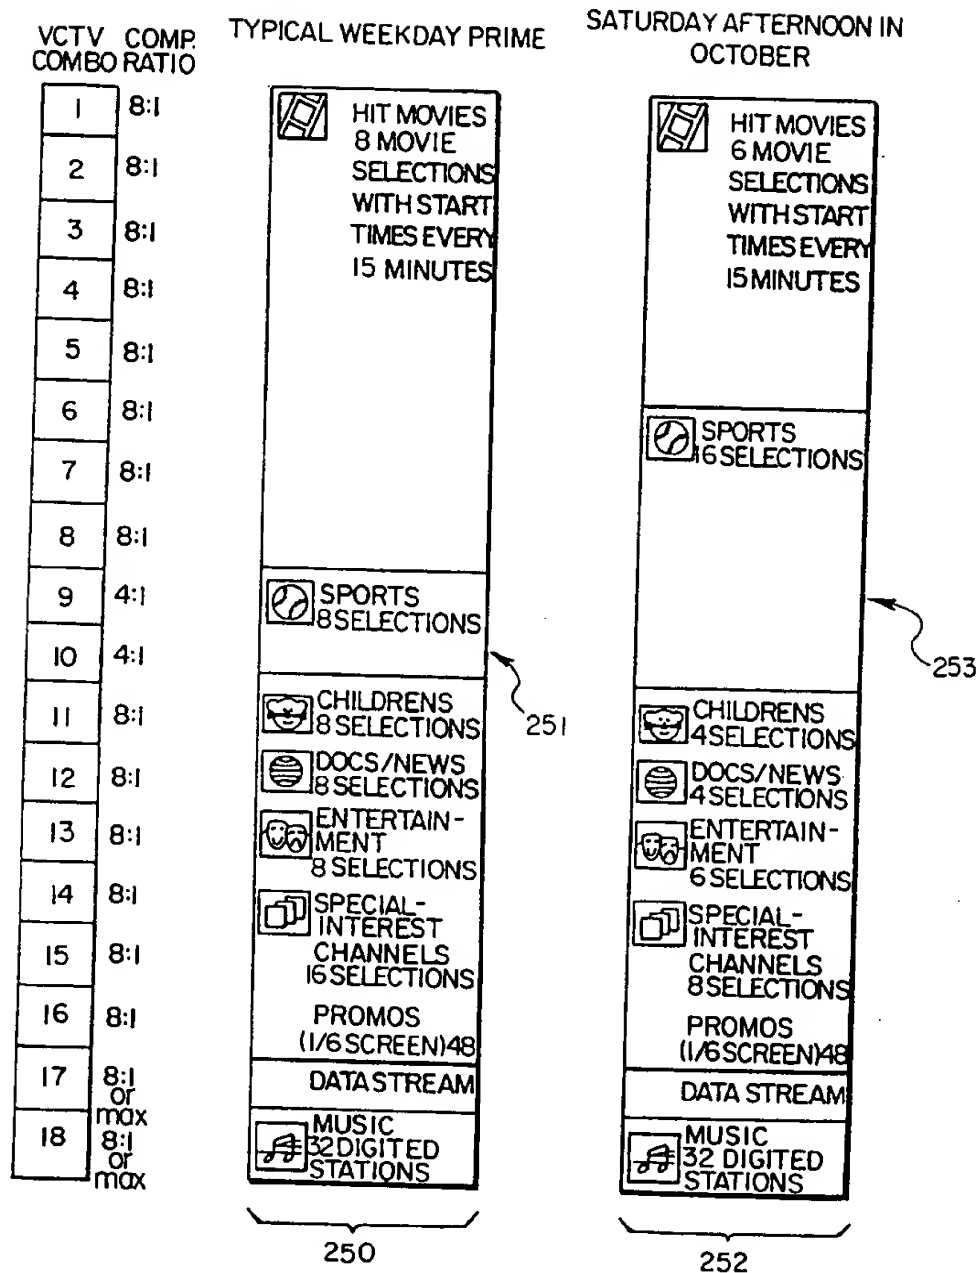 VCTV COMBO
COMP. RATIO
1 8:1
2 8:1
3 8:1
4 8:1
5 8:1
6 8:1
7 8:1
8 8:1
9 4:1
10 4:1
11 8:1
12 8:1
13 8:1
14 8:1
15 8:1
16 8:1
17 8:1 or max
18 8:1 or max
TYPICAL WEEKDAY PRIME
HIT MOVIES
8 MOVIE
SELECTIONS
WITH START
TIMES EVERY
15 MINUTES
SPORTS
8 SELECTIONS
CHILDRENS
8 SELECTIONS
DOCS/NEWS
8 SELECTIONS
ENTERTAIN-
MENT
8 SELECTIONS
SPECIAL-
INTEREST
CHANNELS
16 SELECTIONS
PROMOS
(1/6 SCREEN) 48
DATA STREAM
MUSIC
32 DIGITED
STATIONS
251
250
SATURDAY AFTERNOON IN
OCTOBER
HIT MOVIES
6 MOVIE
SELECTIONS
WITH START
TIMES EVERY
15 MINUTES
SPORTS
16 SELECTIONS
CHILDRENS
4 SELECTIONS
DOCS/NEWS
4 SELECTIONS
ENTERTAIN-
MENT
6 SELECTIONS
SPECIAL-
INTEREST
CHANNELS
8 SELECTIONS
PROMOS
(1/6 SCREEN) 48
DATA STREAM
MUSIC
32 DIGITED
STATIONS
253
252